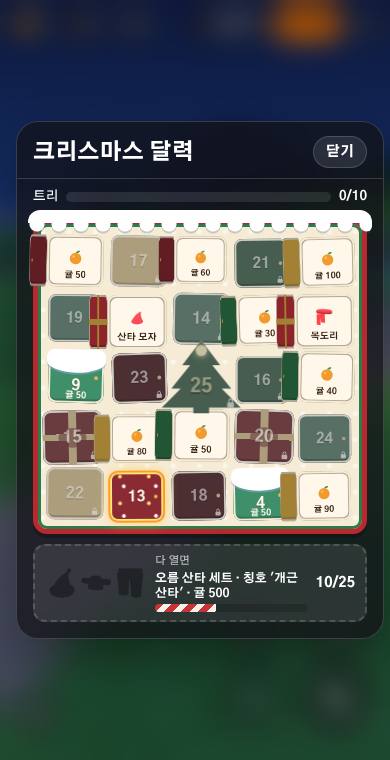 크리스마스 달력
닫기
트리
0/10
귤 50
17
귤 60
21
귤 100
19
산타 모자
14
귤 30
목도리
9
귤 50
23
25
16
귤 40
15
귤 80
귤 50
20
24
22
13
18
4
귤 50
귤 90
다 열면
오름 산타 세트 · 칭호 '개근
산타' · 귤 500
10/25